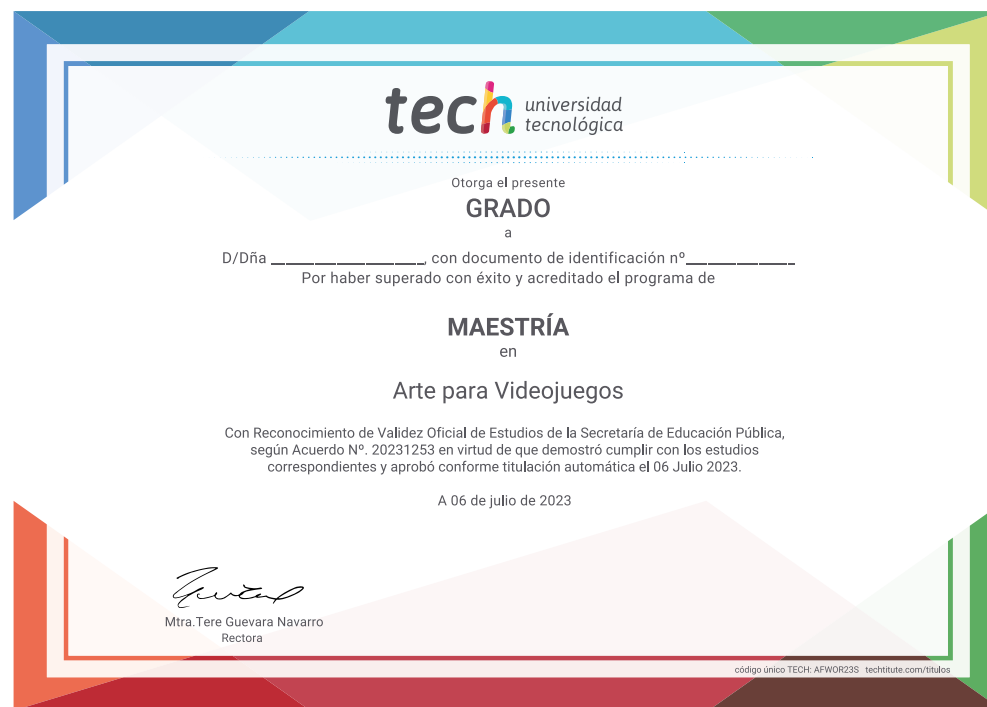 tech universidad
tecnológica
Otorga el presente
GRADO
a
D/Dña ____________________, con documento de identificación nº______________
Por haber superado con éxito y acreditado el programa de
MAESTRÍA
en
Arte para Videojuegos
Con Reconocimiento de Validez Oficial de Estudios de la Secretaría de Educación Pública,
según Acuerdo Nº. 20231253 en virtud de que demostró cumplir con los estudios
correspondientes y aprobó conforme titulación automática el 06 Julio 2023.
A 06 de julio de 2023
Mtra.Tere Guevara Navarro
Rectora
código único TECH: AFWOR23S techtitute.com/titulos